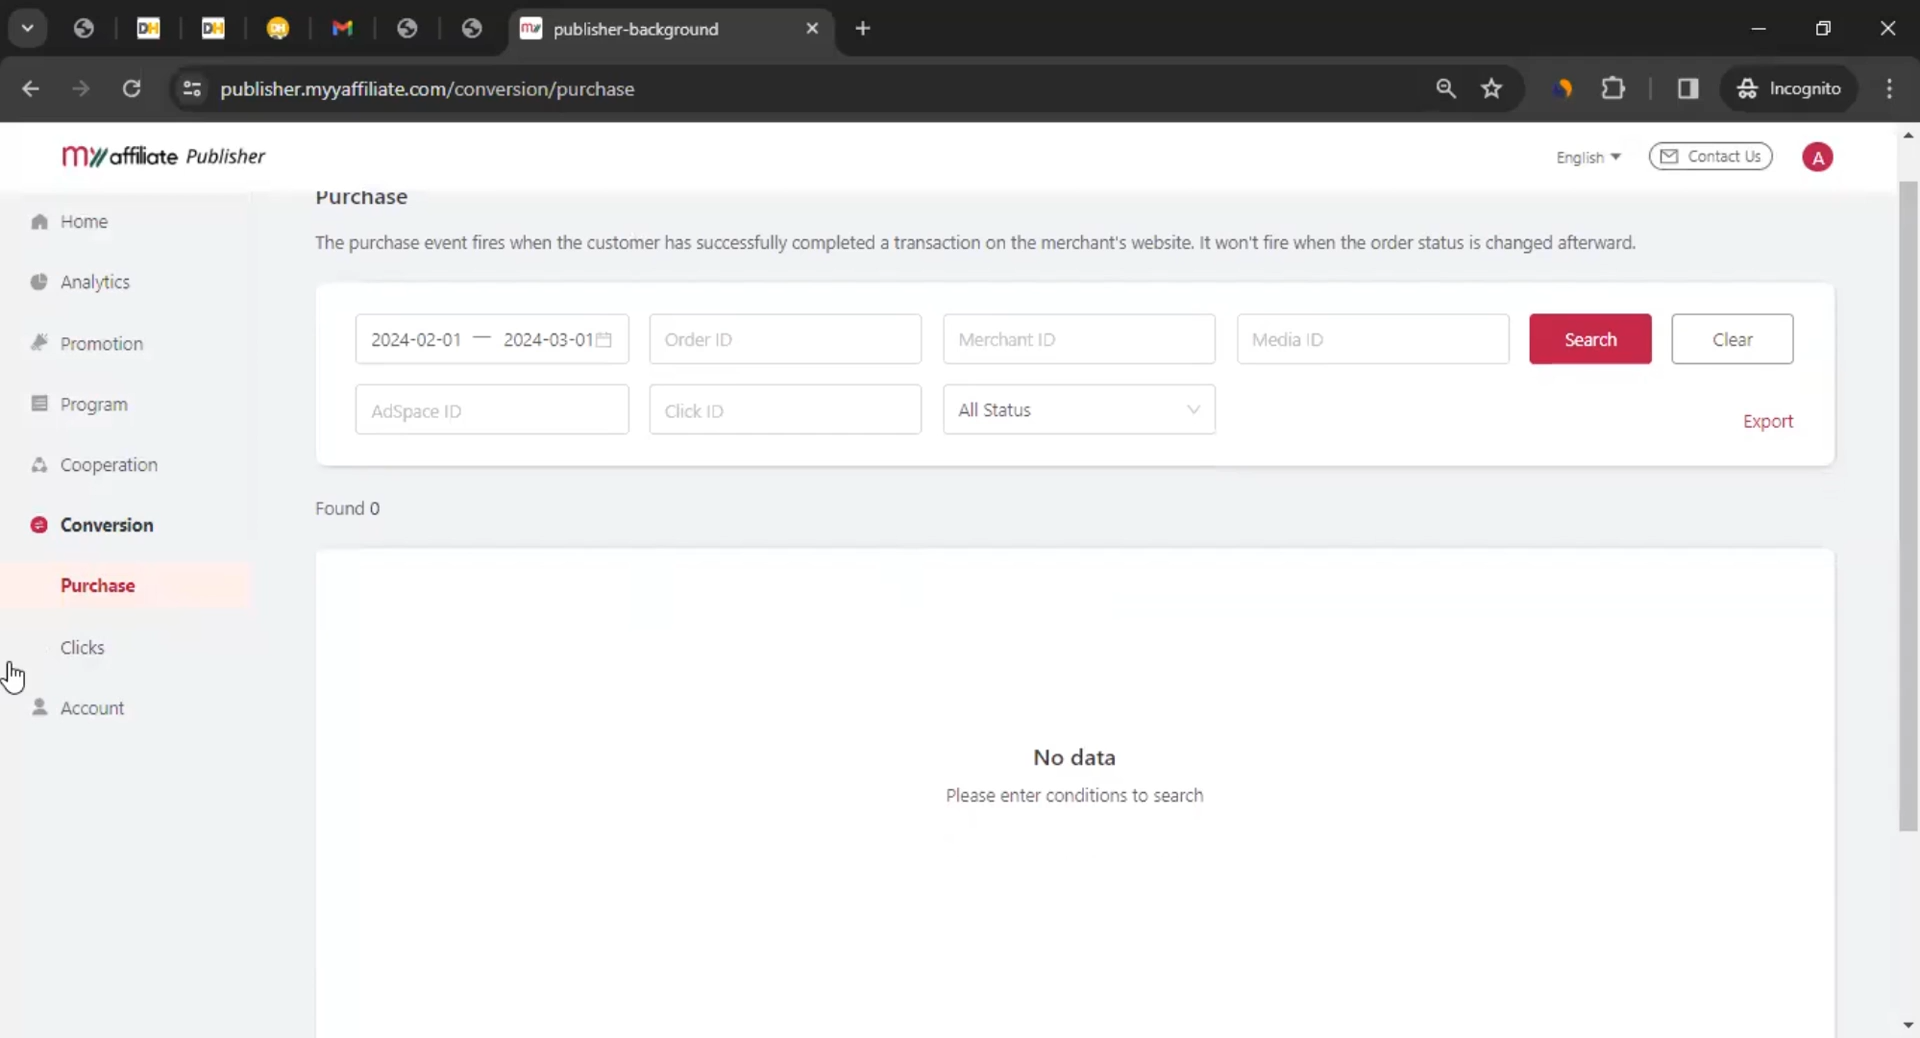 publisher-background
publisher.myyaffiliate.com/conversion/purchase
Incognito
myy affiliate Publisher
English
Contact Us
A
Home
Analytics
Promotion
Program
Cooperation
Conversion
Purchase
Clicks
Account
Purchase
The purchase event fires when the customer has successfully completed a transaction on the merchant's website. It won't fire when the order status is changed afterward.
2024-02-01 — 2024-03-01
Order ID
Merchant ID
Media ID
Search
Clear
AdSpace ID
Click ID
All Status
Export
Found 0
No data
Please enter conditions to search